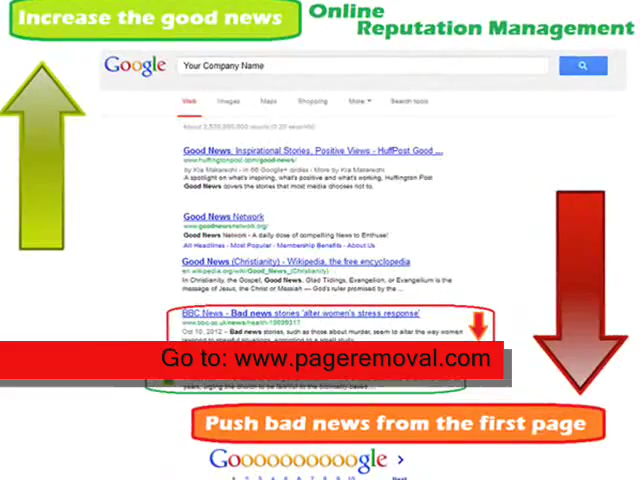 Increase the good news
Online
Reputation Management
Google
Your Company Name
Web Images Maps Shopping More Search tools
Good News, Inspirational Stories, Positive Views - HuffPost Good ...
www.huffingtonpost.com/good-news/
A spotlight on what's inspiring, what's positive and what's working, Huffington Post
Good News covers the stories that most media chooses not to.
Good News Network
www.goodnewsnetwork.org/
Good News Network - A daily dose of compelling News to Enthuse!
All Headlines - Most Popular - Membership Benefits - About Us
Good News (Christianity) - Wikipedia, the free encyclopedia
en.wikipedia.org/wiki/Good_News_(Christianity)
In Christianity, the Gospel, Good News, Glad Tidings, Evangelion, or Evangelium is the
message of Jesus, the Christ or Messiah — God's ruler promised by the ...
BBC News - Bad news stories 'alter women's stress response'
Oct 10, 2012 - Bad news stories, such as those about murder, seem to alter the way women
Go to: www.pageremoval.com
Push bad news from the first page
Goooooooooogle >
Next